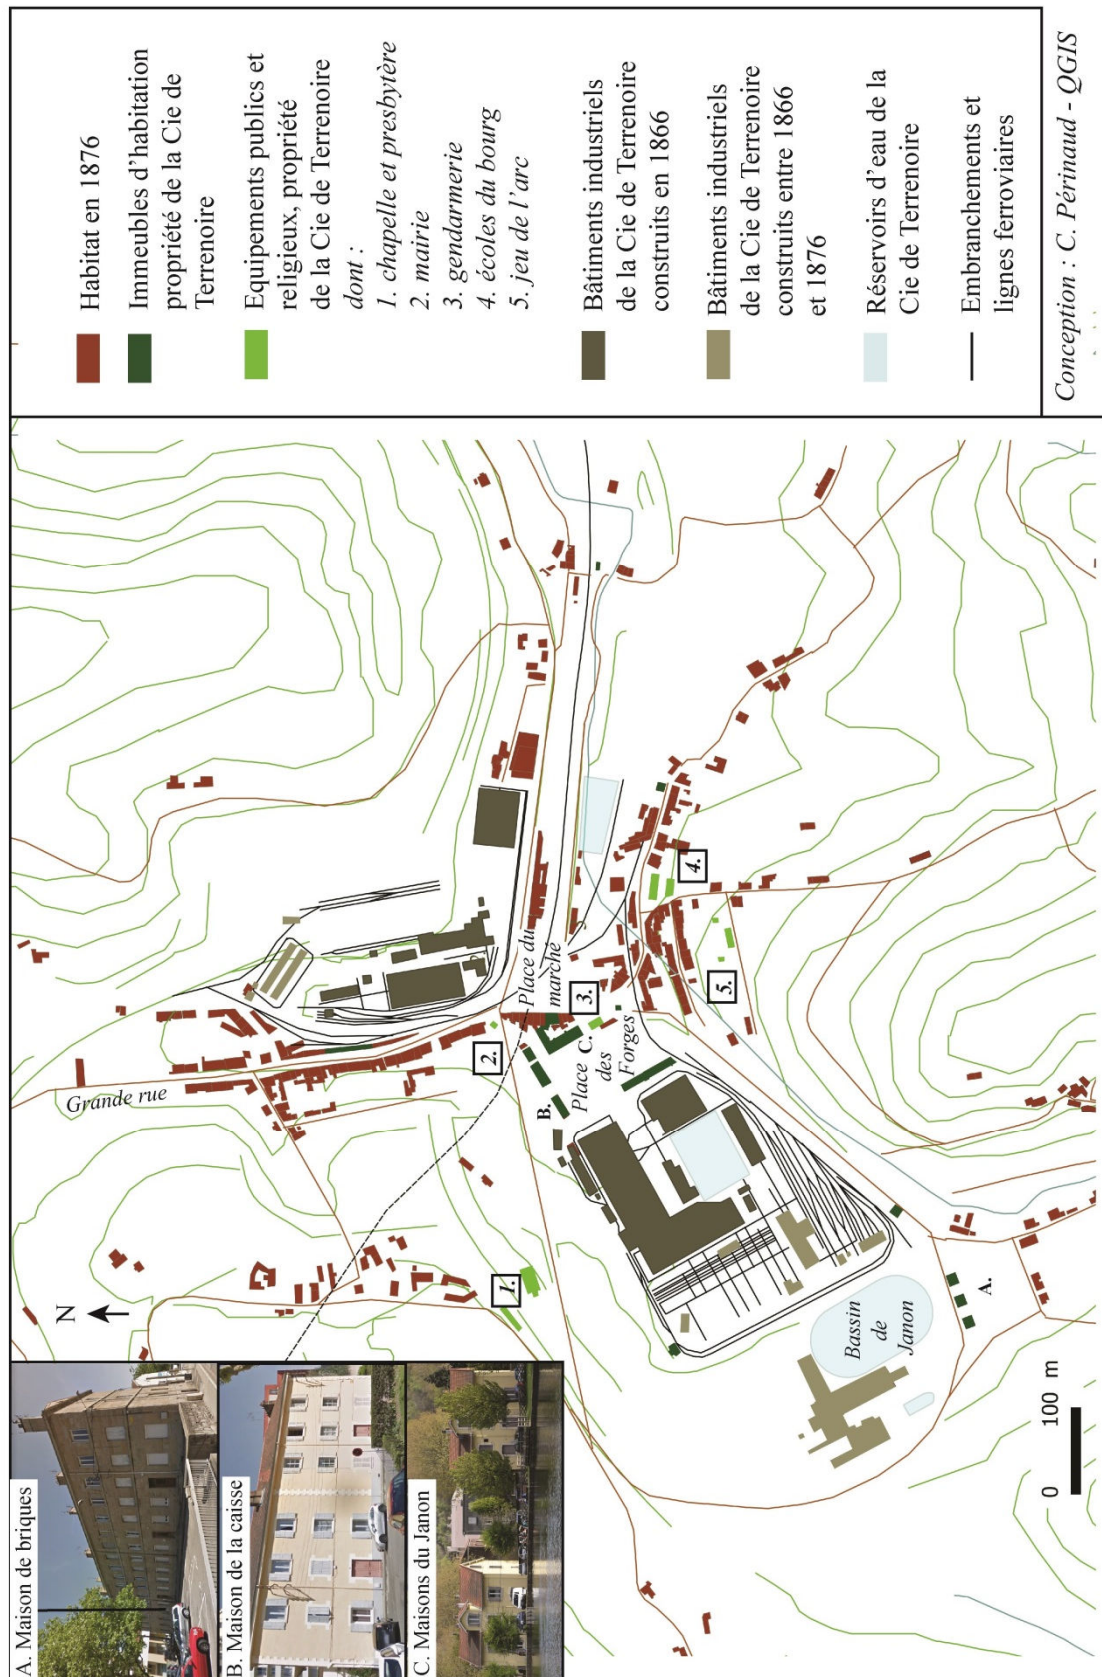 A. Maison de briques
B. Maison de la caisse
C. Maisons du Janon
N
0 100 m
Grande rue
Place du
marché
Place
des
Forges
Bassin
de
Janon
1.
2.
3.
4.
5.
A.
B.
C.
Habitat en 1876
Immeubles d'habitation
propriété de la Cie de
Terrenoire
Equipements publics et
religieux, propriété
de la Cie de Terrenoire
dont :
1. chapelle et presbytère
2. mairie
3. gendarmerie
4. écoles du bourg
5. jeu de l'arc
Bâtiments industriels
de la Cie de Terrenoire
construits en 1866
Bâtiments industriels
de la Cie de Terrenoire
construits entre 1866
et 1876
Réservoirs d'eau de la
Cie de Terrenoire
Embranchements et
lignes ferroviaires
Conception : C. Périnaud - QGIS